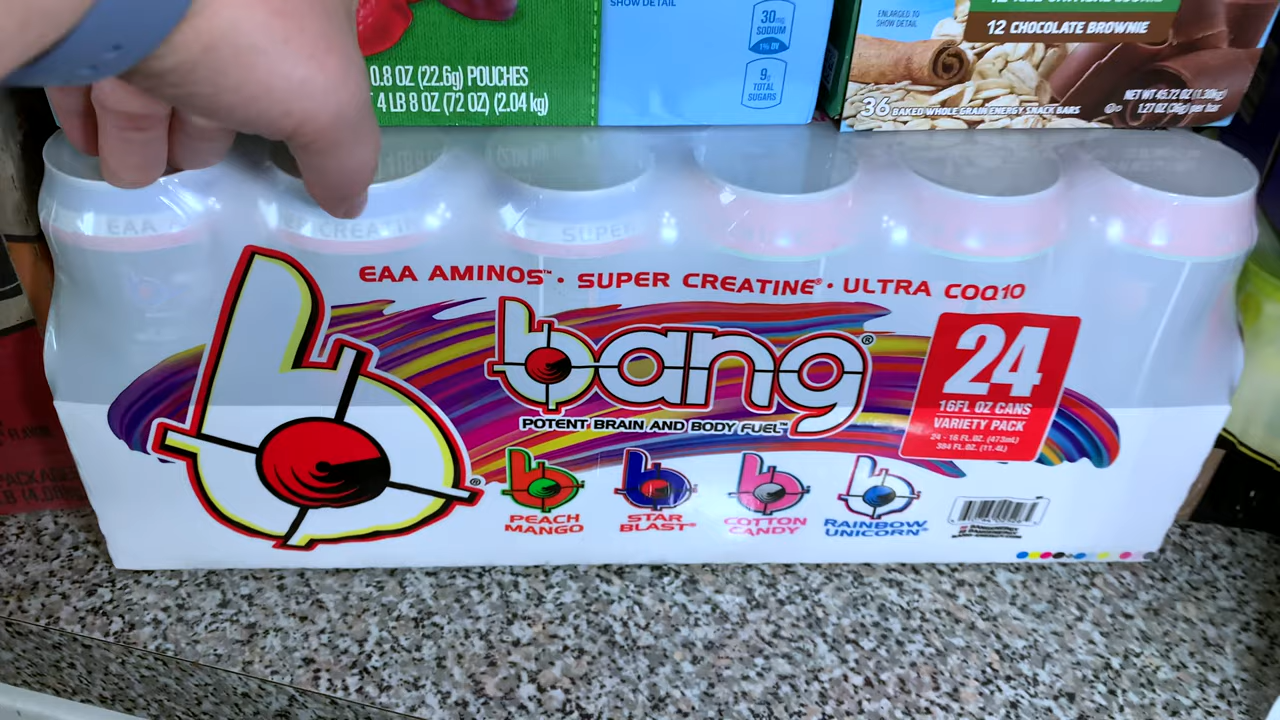 SHOW DETAIL
30mg
SODIUM
1% DV
9g
TOTAL
SUGARS
0.8 OZ (22.6g) POUCHES
4 LB 8 OZ (72 OZ) (2.04 kg)
ENLARGED TO
SHOW DETAIL
12 CHOCOLATE BROWNIE
36 BAKED WHOLE GRAIN ENERGY SNACK BARS
NET WT 45.72 OZ (1.30kg)
1.27 OZ (36g) per bar
EAA
CREATI
SUPE
EAA AMINOS™ • SUPER CREATINE® • ULTRA COQ10
bang®
POTENT BRAIN AND BODY FUEL™
24
16FL OZ CANS
VARIETY PACK
24 - 16 FL.OZ. (473mL)
384 FL.OZ. (11.4L)
b®
PEACH
MANGO
STAR
BLAST®
COTTON
CANDY
RAINBOW
UNICORN®